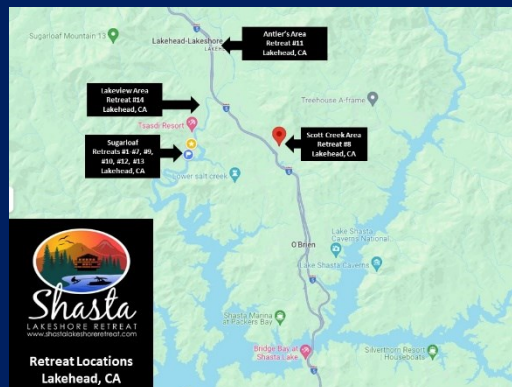 Sugarloaf Mountain 13
Antler's Area
Retreat #11
Lakehead, CA
Lakehead-Lakeshore
Lakeview Area
Retreat #14
Lakehead, CA
Treehouse A-frame
Tsasdi Resort
Scott Creek Area
Retreat #8
Lakehead, CA
Sugarloaf
Retreats #1-#7, #9,
#10, #12, #13
Lakehead, CA
Lower salt creek
O'Brien
Lake Shasta
Caverns National
Lake Shasta Caverns
Shasta
LAKESHORE RETREAT
www.shastalakeshoreretreat.com
Retreat Locations
Lakehead, CA
Shasta Marina
at Packers Bay
Bridge Bay at
Shasta Lake
Silverthorn Resort
Houseboats